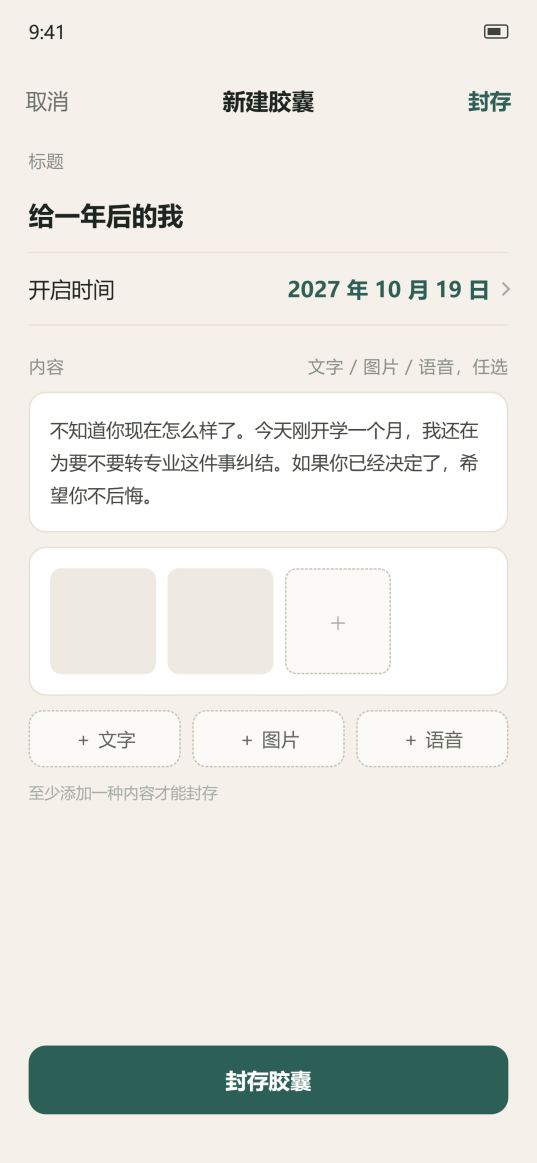 9:41
取消 新建胶囊 封存
标题
给一年后的我
开启时间 2027 年 10 月 19 日 >
内容 文字 / 图片 / 语音，任选
不知道你现在怎么样了。今天刚开学一个月，我还在
为要不要转专业这件事纠结。如果你已经决定了，希
望你不后悔。
+
+ 文字 + 图片 + 语音
至少添加一种内容才能封存
封存胶囊